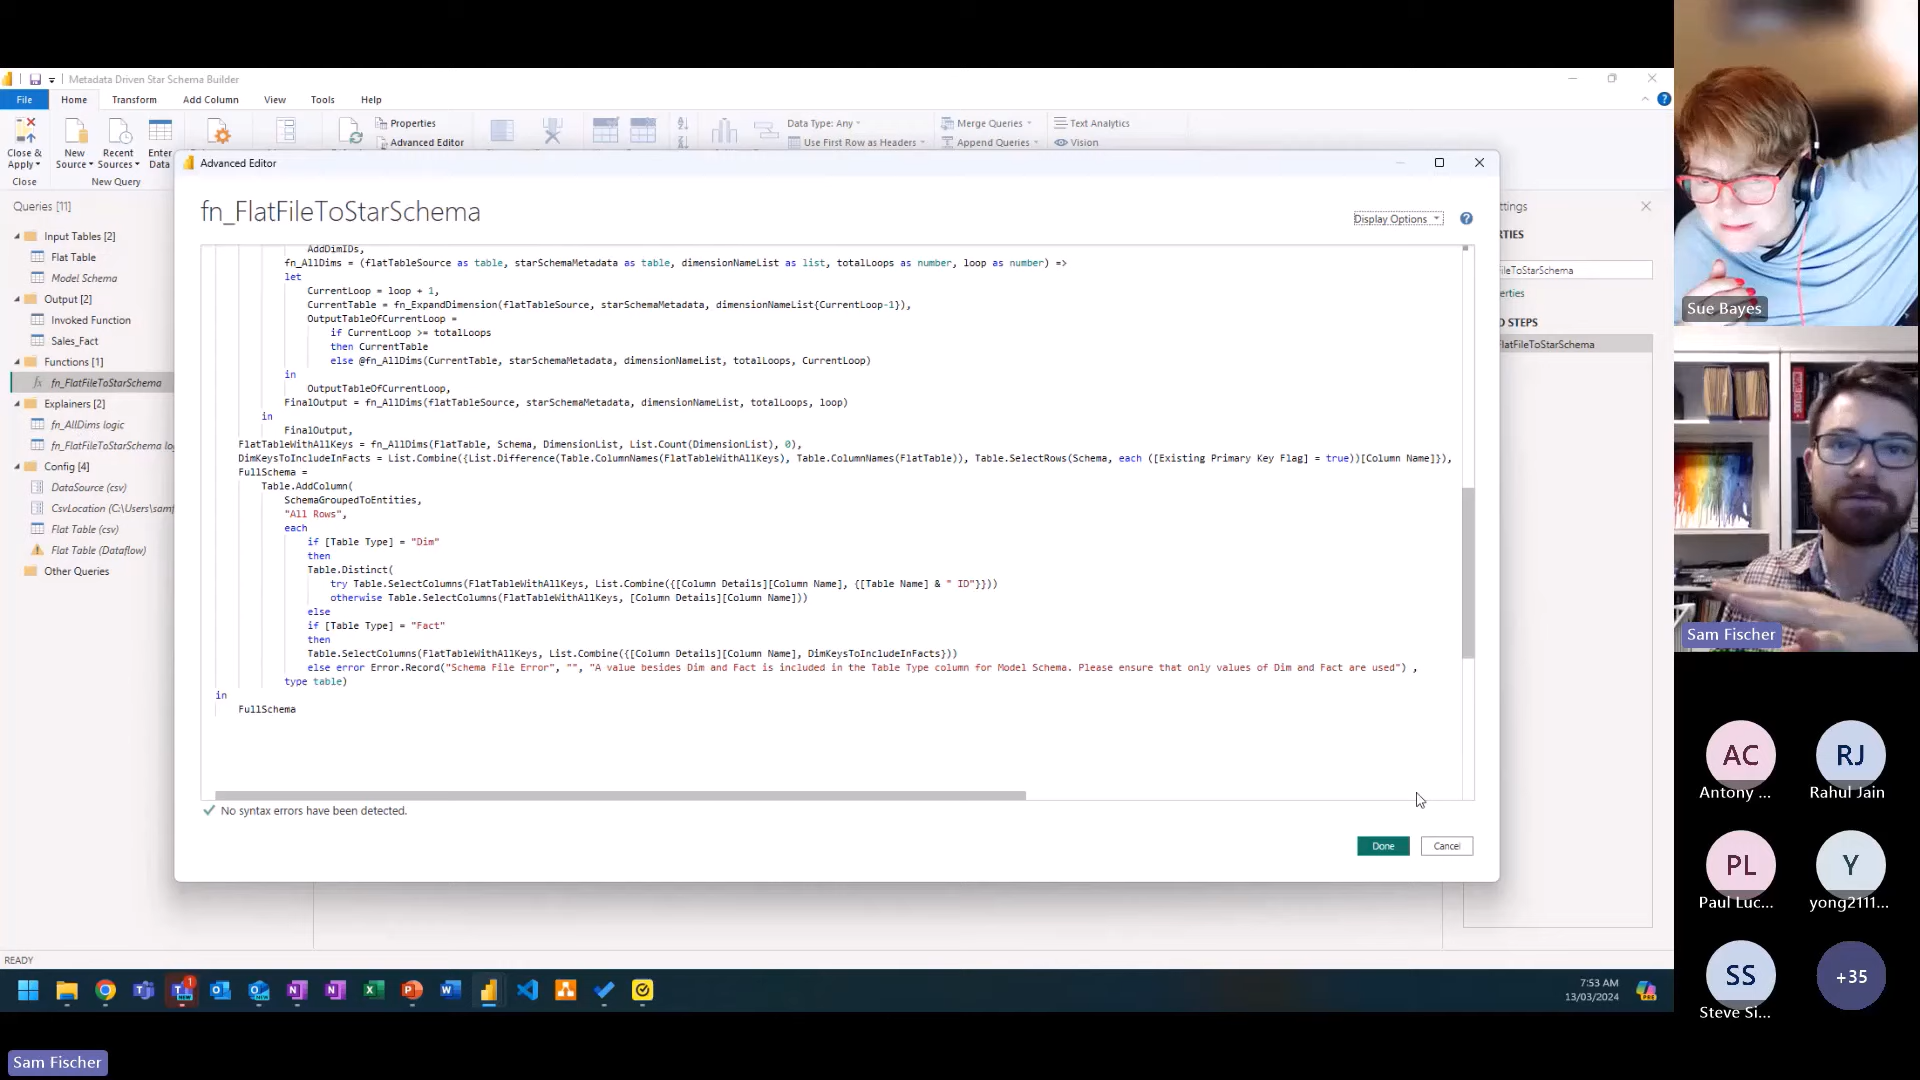 Metadata Driven Star Schema Builder
File Home Transform Add Column View Tools Help
Close & Apply
Close
New Source
Recent Sources
Enter Data
New Query
Properties
Advanced Editor
Data Type: Any
Use First Row as Headers
Merge Queries
Append Queries
Text Analytics
Vision
Queries [11]
Input Tables [2]
Flat Table
Model Schema
Output [2]
Invoked Function
Sales_Fact
Functions [1]
fx fn_FlatFileToStarSchema
Explainers [2]
fn_AllDims logic
fn_FlatFileToStarSchema lo
Config [4]
DataSource (csv)
CsvLocation (C:\Users\samf
Flat Table (csv)
Flat Table (Dataflow)
Other Queries
Advanced Editor
fn_FlatFileToStarSchema
Display Options
AddDimIDs,
fn_AllDims = (flatTableSource as table, starSchemaMetadata as table, dimensionNameList as list, totalLoops as number, loop as number) =>
let
CurrentLoop = loop + 1,
CurrentTable = fn_ExpandDimension(flatTableSource, starSchemaMetadata, dimensionNameList{CurrentLoop-1}),
OutputTableOfCurrentLoop =
if CurrentLoop >= totalLoops
then CurrentTable
else @fn_AllDims(CurrentTable, starSchemaMetadata, dimensionNameList, totalLoops, CurrentLoop)
in
OutputTableOfCurrentLoop,
FinalOutput = fn_AllDims(flatTableSource, starSchemaMetadata, dimensionNameList, totalLoops, loop)
in
FinalOutput,
FlatTableWithAllKeys = fn_AllDims(FlatTable, Schema, DimensionList, List.Count(DimensionList), 0),
DimKeysToIncludeInFacts = List.Combine({List.Difference(Table.ColumnNames(FlatTableWithAllKeys), Table.ColumnNames(FlatTable)), Table.SelectRows(Schema, each ([Existing Primary Key Flag] = true))[Column Name]}),
FullSchema =
Table.AddColumn(
SchemaGroupedToEntities,
"All Rows",
each
if [Table Type] = "Dim"
then
Table.Distinct(
try Table.SelectColumns(FlatTableWithAllKeys, List.Combine({[Column Details][Column Name], {[Table Name] & " ID"}}))
otherwise Table.SelectColumns(FlatTableWithAllKeys, [Column Details][Column Name]))
else
if [Table Type] = "Fact"
then
Table.SelectColumns(FlatTableWithAllKeys, List.Combine({[Column Details][Column Name], DimKeysToIncludeInFacts}))
else error Error.Record("Schema File Error", "", "A value besides Dim and Fact is included in the Table Type column for Model Schema. Please ensure that only values of Dim and Fact are used") ,
type table)
in
FullSchema
No syntax errors have been detected.
Done Cancel
ttings
RTIES
ileToStarSchema
erties
D STEPS
FlatFileToStarSchema
READY
7:53 AM
13/03/2024
Sue Bayes
Sam Fischer
AC
Antony ...
RJ
Rahul Jain
PL
Paul Luc...
Y
yong2111...
SS
Steve Si...
+35
Sam Fischer